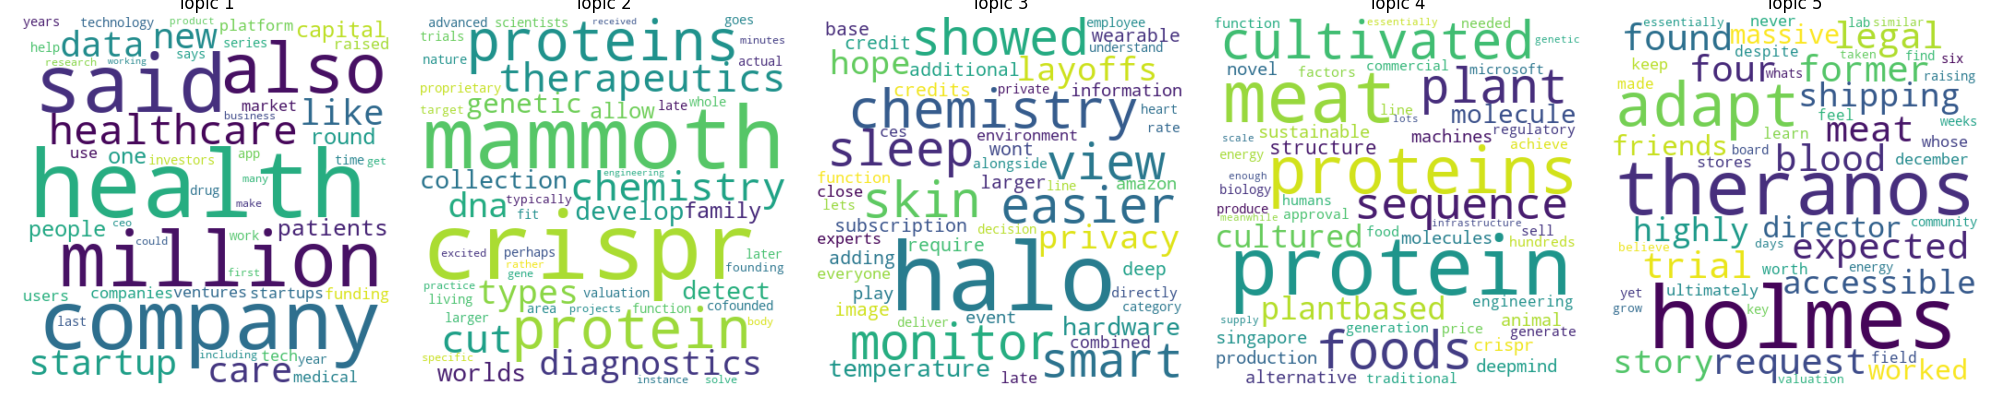 Topic 1
years technology product platform capital
help data new series raised
research working says
said also
market like
business
healthcare round
use one investors app time get
health
many
drug make
people ceo patients
could work
million
first
users companies ventures startups funding
last
company
startup including tech year
care medical
Topic 2
advanced scientists received goes
trials proteins minutes
nature actual
therapeutics
proprietary
target genetic allow late whole
mammoth
engineering
collection chemistry
dna typically develop family
fit
crispr
excited perhaps later
rather founding
gene
practice types valuation detect
living
area projects function cofounded
larger
cut protein body
specific worlds diagnostics
instance solve
Topic 3
base showed employee
credit wearable
hope understand
additional layoffs
credits private information
chemistry heart
ces environment rate
sleep wont view
alongside
function larger line amazon
close skin easier
lets
subscription decision
experts require privacy
adding
everyone halo deep
play directly
image category
deliver event
monitor hardware
combined
temperature late smart
Topic 4
function essentially needed
cultivated genetic
novel factors commercial microsoft
meat plant
line molecule
scale lots
sustainable machines regulatory
energy structure achieve
enough proteins
biology
humans
produce sequence
meanwhile approval infrastructure
cultured food molecules sell
hundreds
protein
plantbased engineering
supply animal
generation price generate
singapore foods crispr
production deepmind
alternative traditional
Topic 5
essentially never lab similar
found massive legal
despite taken find six
keep four whats former raising
made
adapt shipping
feel weeks
learn meat
friends board whose
stores blood december
theranos
highly director community
believe days expected
trial worth energy
accessible
yet ultimately
grow key
holmes
story request field worked
valuation